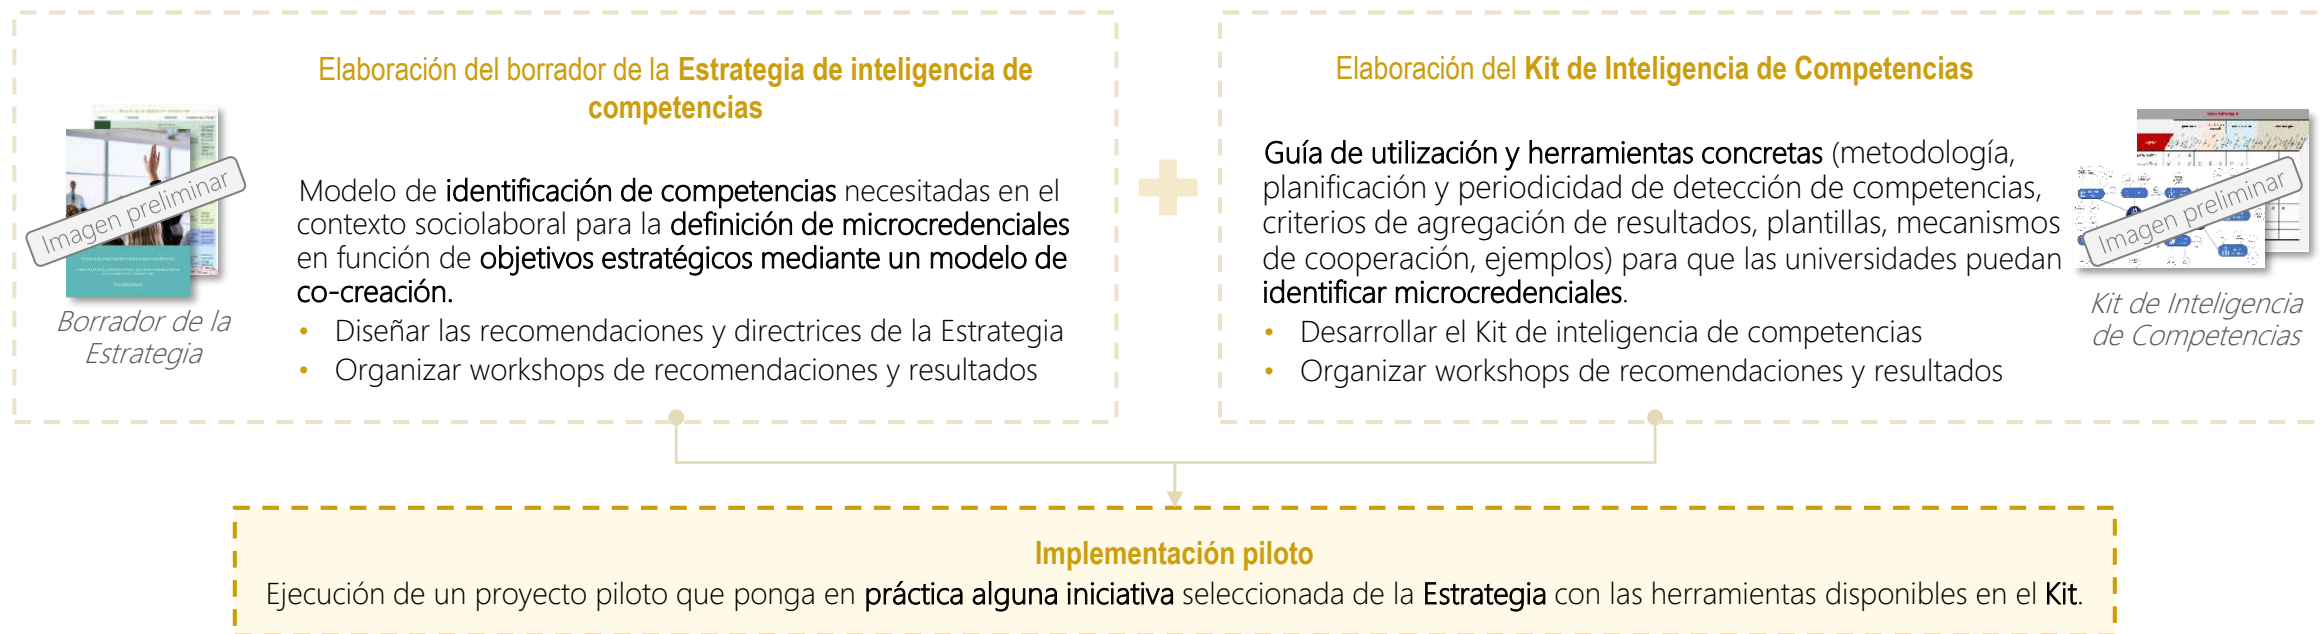 Elaboración del borrador de la Estrategia de inteligencia de
competencias
Imagen preliminar
Borrador de la
Estrategia
Modelo de identificación de competencias necesitadas en el
contexto sociolaboral para la definición de microcredenciales
en función de objetivos estratégicos mediante un modelo de
co-creación.
• Diseñar las recomendaciones y directrices de la Estrategia
• Organizar workshops de recomendaciones y resultados
Elaboración del Kit de Inteligencia de Competencias
Guía de utilización y herramientas concretas (metodología,
planificación y periodicidad de detección de competencias,
criterios de agregación de resultados, plantillas, mecanismos
de cooperación, ejemplos) para que las universidades puedan
identificar microcredenciales.
• Desarrollar el Kit de inteligencia de competencias
• Organizar workshops de recomendaciones y resultados
Imagen preliminar
Kit de Inteligencia
de Competencias
Implementación piloto
Ejecución de un proyecto piloto que ponga en práctica alguna iniciativa seleccionada de la Estrategia con las herramientas disponibles en el Kit.